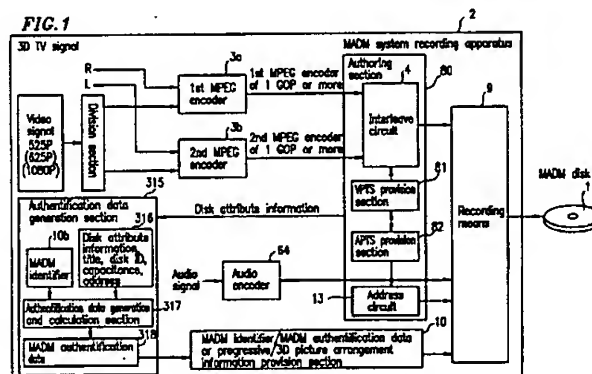 FIG.1
2
3D TV signal
MADM system recording apparatus
R
L
3a
1st MPEG encoder
1st MPEG encoder of 1 GOP or more
Authoring section
4
80
9
Video signal 525P (625P) (1080P)
Division section
3b
2nd MPEG encoder
2nd MPEG encoder of 1 GOP or more
Interleave circuit
Recording means
MADM disk
1
81
VPTS provision section
82
APTS provision section
13
Address circuit
315
Disk attribute information
Authentification data generation section
316
10b
MADM identifier
Disk attribute information, title, disk ID, capacitance, address
Audio signal
64
Audio encoder
317
Authentification data generation and calculation section
318
MADM authentification data
10
MADM identifier/MADM authentification data or progressive/3D picture arrangement information provision section